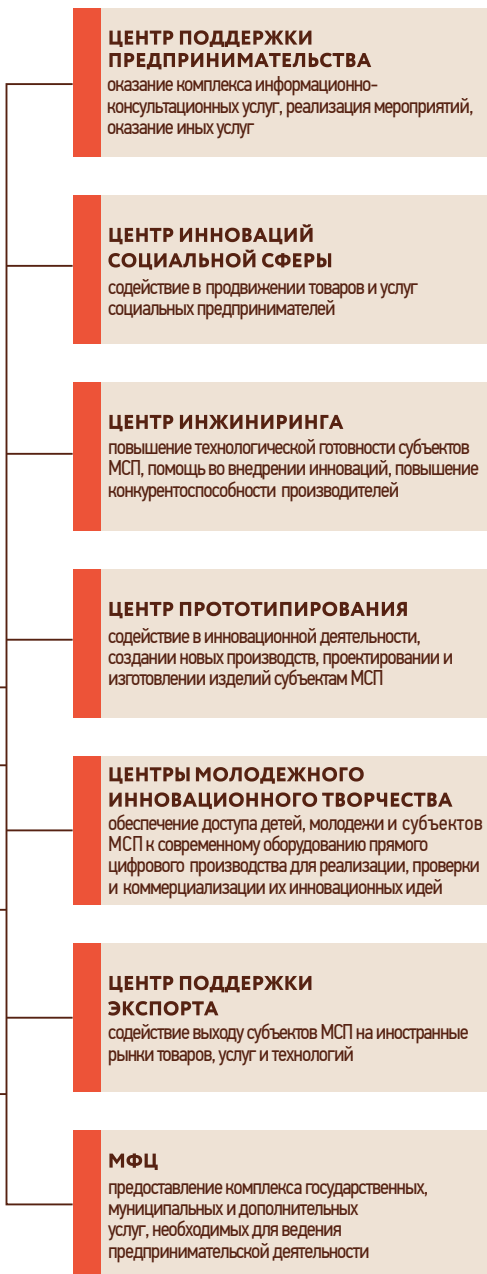 ЦЕНТР ПОДДЕРЖКИ
ПРЕДПРИНИМАТЕЛЬСТВА
оказание комплекса информационно-
консультационных услуг, реализация мероприятий,
оказание иных услуг
ЦЕНТР ИННОВАЦИЙ
СОЦИАЛЬНОЙ СФЕРЫ
содействие в продвижении товаров и услуг
социальных предпринимателей
ЦЕНТР ИНЖИНИРИНГА
повышение технологической готовности субъектов
МСП, помощь во внедрении инноваций, повышение
конкурентоспособности производителей
ЦЕНТР ПРОТОТИПИРОВАНИЯ
содействие в инновационной деятельности,
создании новых производств, проектировании и
изготовлении изделий субъектам МСП
ЦЕНТРЫ МОЛОДЕЖНОГО
ИННОВАЦИОННОГО ТВОРЧЕСТВА
обеспечение доступа детей, молодежи и субъектов
МСП к современному оборудованию прямого
цифрового производства для реализации, проверки
и коммерциализации их инновационных идей
ЦЕНТР ПОДДЕРЖКИ
ЭКСПОРТА
содействие выходу субъектов МСП на иностранные
рынки товаров, услуг и технологий
МФЦ
предоставление комплекса государственных,
муниципальных и дополнительных
услуг, необходимых для ведения
предпринимательской деятельности